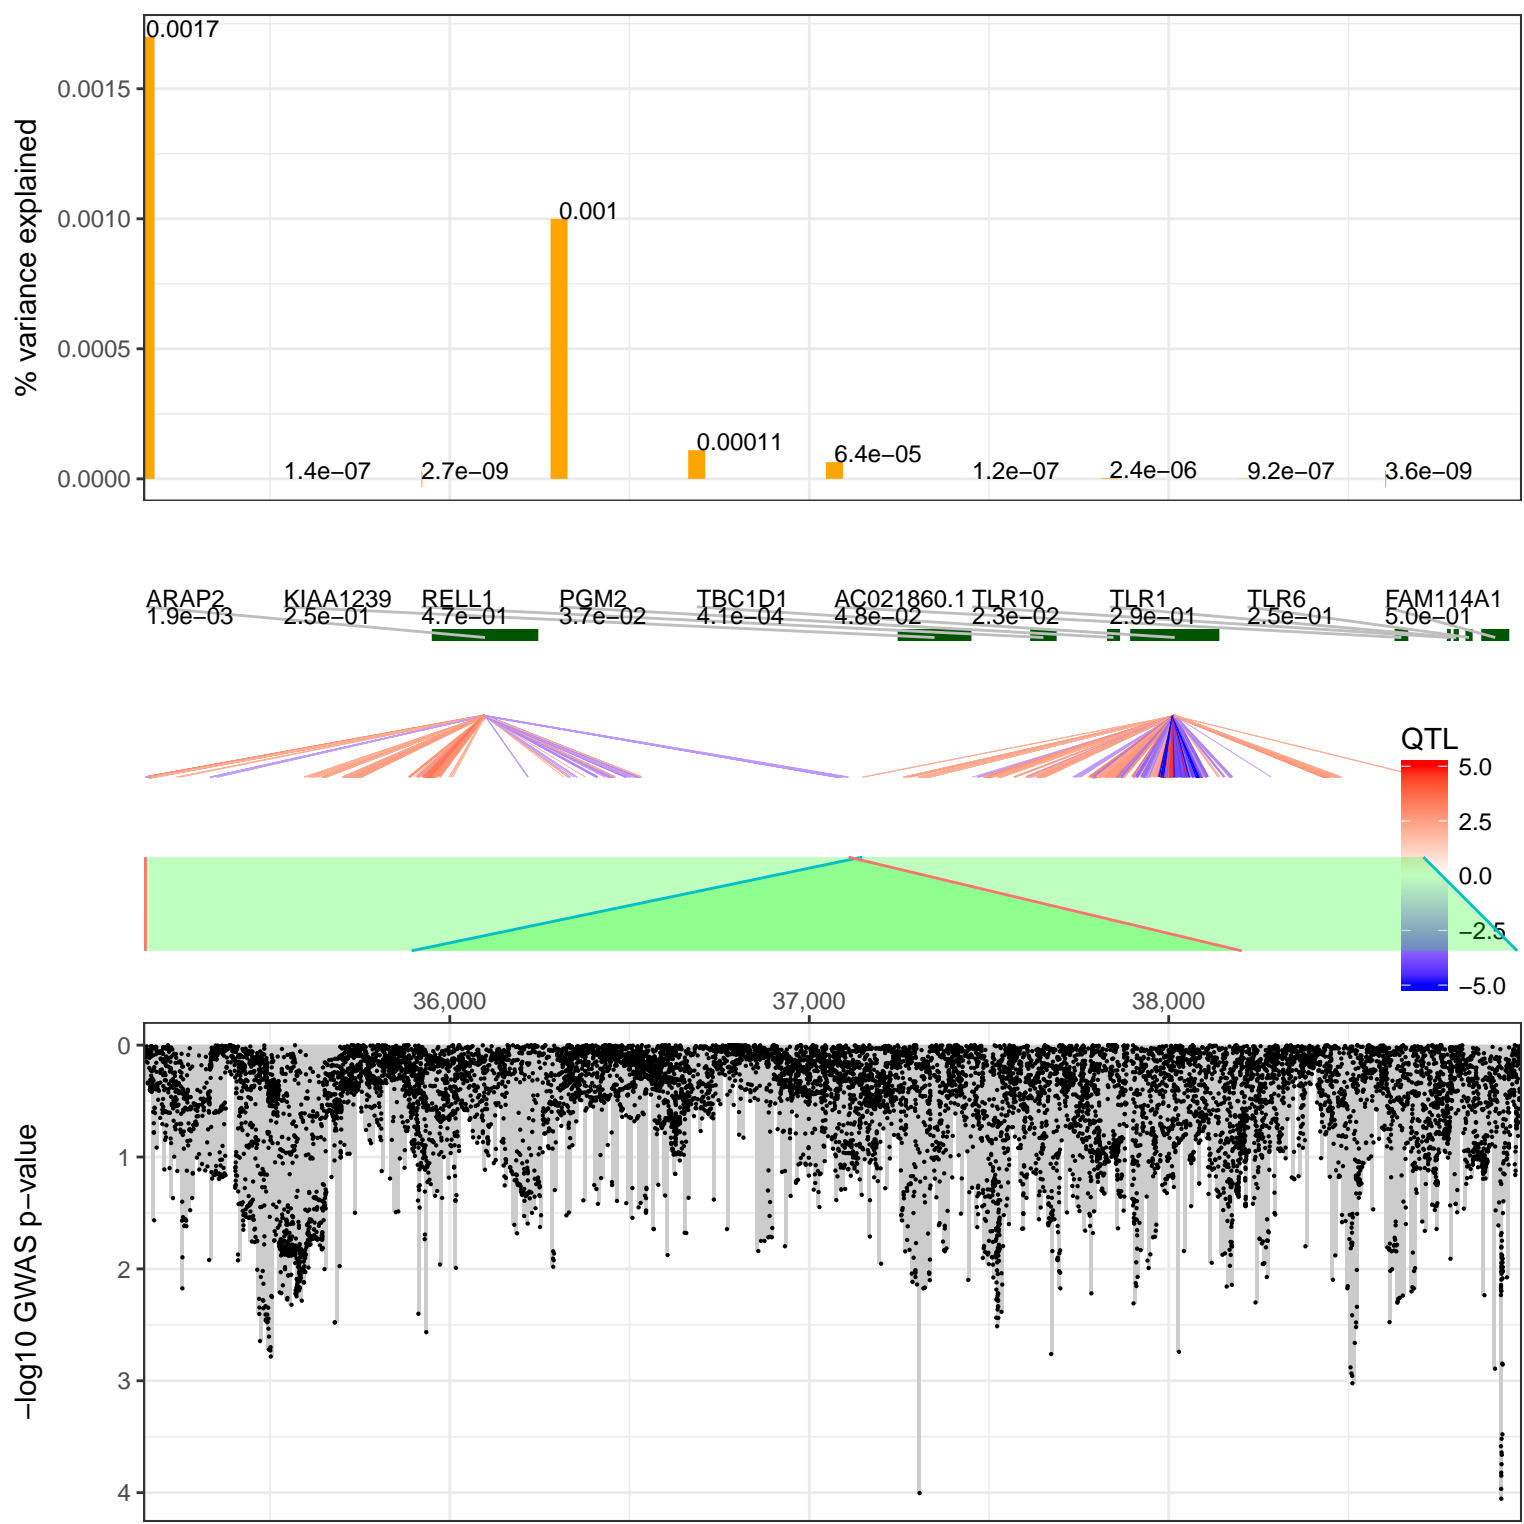 0.0017
0.0015
% variance explained
0.0010
0.001
0.0005
0.00011
6.4e−05
0.0000
1.4e−07
2.7e−09
1.2e−07
2.4e−06
9.2e−07
3.6e−09
ARAP2 KIAA1239 RELL1 PGM2 TBC1D1 AC021860.1 TLR10 TLR1 TLR6 FAM114A1
1.9e−03 2.5e−01 4.7e−01 3.7e−02 4.1e−04 4.8e−02 2.3e−02 2.9e−01 2.5e−01 5.0e−01
QTL
5.0
2.5
0.0
−2.5
−5.0
36,000 37,000 38,000
−log10 GWAS p−value
0
1
2
3
4